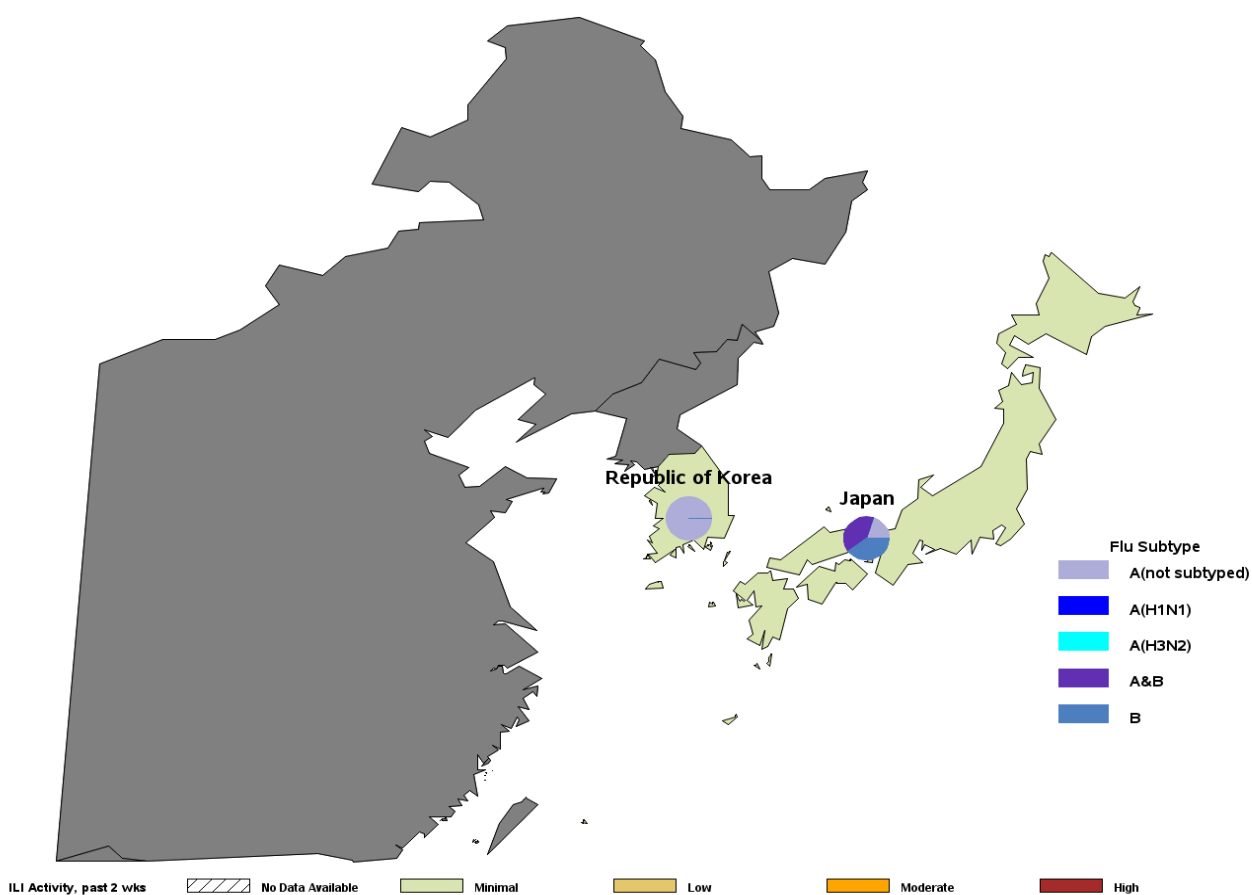 Republic of Korea
Japan
Flu Subtype
A(not subtyped)
A(H1N1)
A(H3N2)
A&B
B
ILI Activity, past 2 wks No Data Available Minimal Low Moderate High